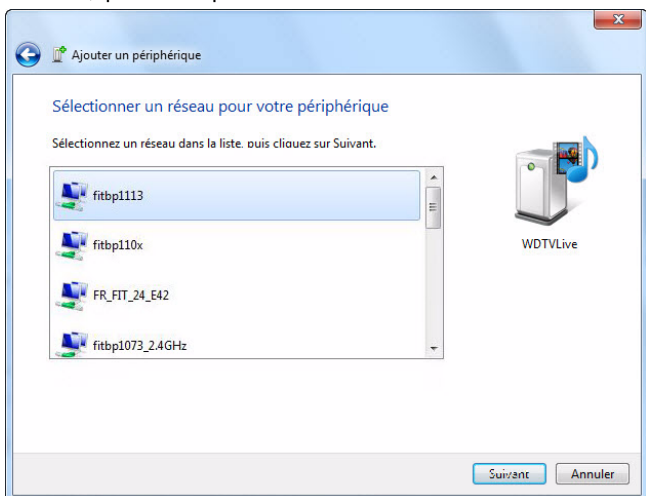 Ajouter un périphérique
Sélectionner un réseau pour votre périphérique
Sélectionnez un réseau dans la liste, puis cliquez sur Suivant.
fitbp1113
fitbp110x
WDTVLive
FR_FIT_24_E42
fitbp1073_2.4GHz
Suivant
Annuler